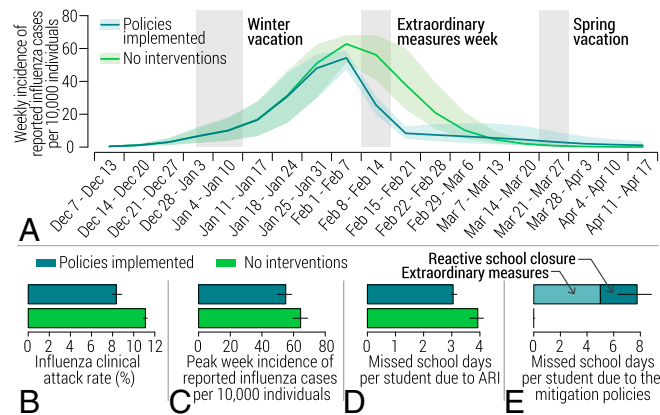 Weekly incidence of
reported influenza cases
per 10,000 individuals
80
60
40
20
0
Policies
implemented
No interventions
Winter
vacation
Extraordinary
measures week
Spring
vacation
Dec 7 - Dec 13
Dec 14 - Dec 20
Dec 21 - Dec 27
Dec 28 - Jan 3
Jan 4 - Jan 10
Jan 11 - Jan 17
Jan 18 - Jan 24
Jan 25 - Jan 31
Feb 1 - Feb 7
Feb 8 - Feb 14
Feb 15 - Feb 21
Feb 22 - Feb 28
Feb 29 - Mar 6
Mar 7 - Mar 13
Mar 14 - Mar 20
Mar 21 - Mar 27
Mar 28 - Apr 3
Apr 4 - Apr 10
Apr 11 - Apr 17
A
Policies implemented
No interventions
Reactive school closure
Extraordinary measures
0 2 4 6 8 10 12
Influenza clinical
attack rate (%)
B
0 20 40 60 80
Peak week incidence of
reported influenza cases
per 10,000 individuals
C
0 1 2 3 4
Missed school days
per student due to ARI
D
0 2 4 6 8
Missed school days
per student due to the
mitigation policies
E